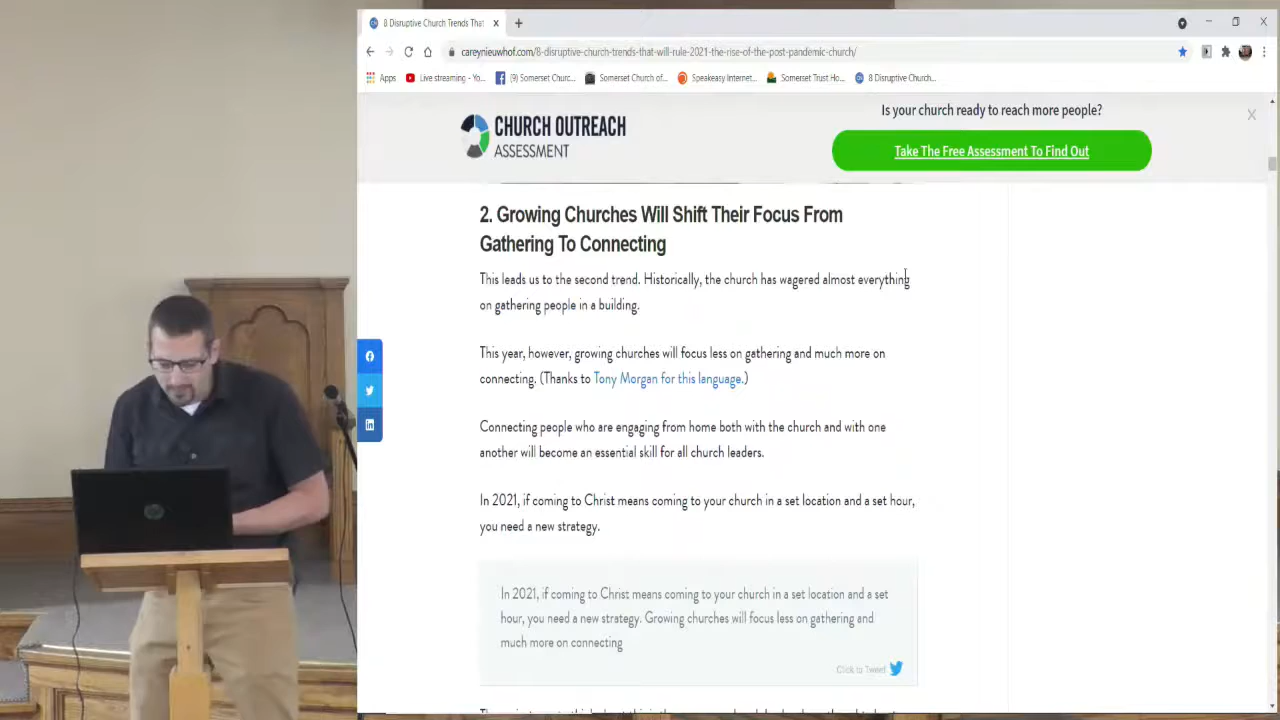 8 Disruptive Church Trends That
careynieuwhof.com/8-disruptive-church-trends-that-will-rule-2021-the-rise-of-the-post-pandemic-church/
Apps
Live streaming - Yo...
(9) Somerset Churc...
Somerset Church of...
Speakeasy Internet...
Somerset Trust Ho...
8 Disruptive Church...
CHURCH OUTREACH
ASSESSMENT
Is your church ready to reach more people?
Take The Free Assessment To Find Out
2. Growing Churches Will Shift Their Focus From
Gathering To Connecting
This leads us to the second trend. Historically, the church has wagered almost everything
on gathering people in a building.
This year, however, growing churches will focus less on gathering and much more on
connecting. (Thanks to Tony Morgan for this language.)
Connecting people who are engaging from home both with the church and with one
another will become an essential skill for all church leaders.
In 2021, if coming to Christ means coming to your church in a set location and a set hour,
you need a new strategy.
In 2021, if coming to Christ means coming to your church in a set location and a set
hour, you need a new strategy. Growing churches will focus less on gathering and
much more on connecting
Click to Tweet